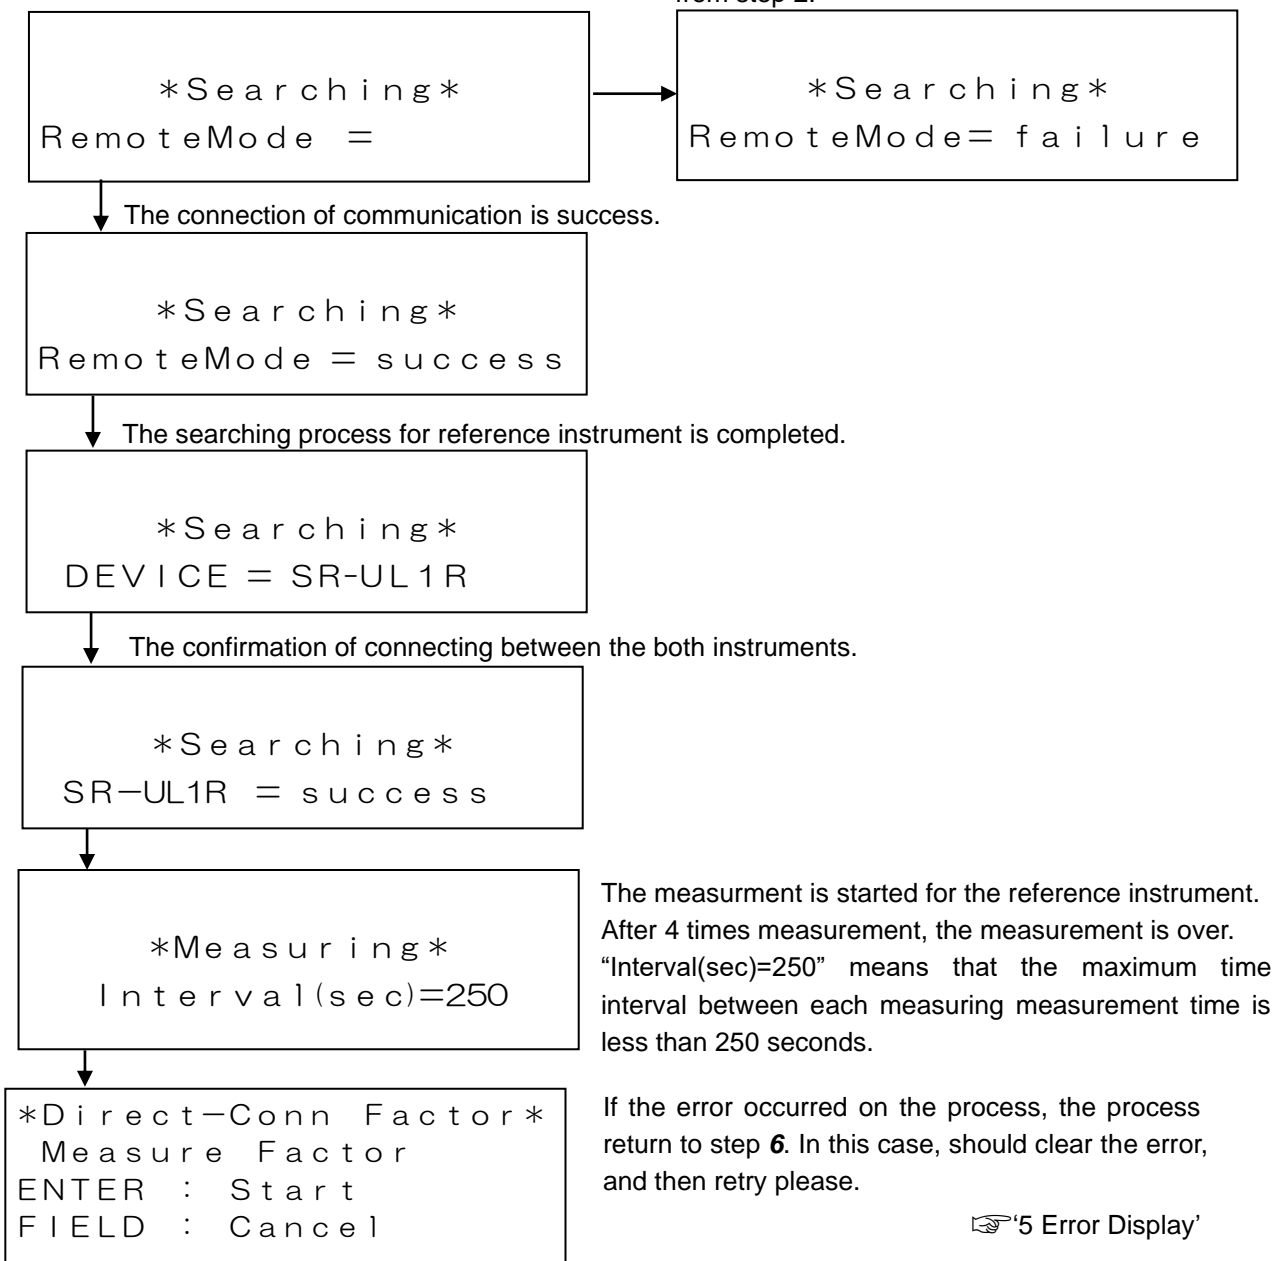 from step 2.
*Searching*
RemoteMode =
*Searching*
RemoteMode= failure
The connection of communication is success.
*Searching*
RemoteMode = success
The searching process for reference instrument is completed.
*Searching*
DEVICE = SR-UL1R
The confirmation of connecting between the both instruments.
*Searching*
SR-UL1R = success
*Measuring*
Interval(sec)=250
The measurment is started for the reference instrument.
After 4 times measurement, the measurement is over.
“Interval(sec)=250” means that the maximum time
interval between each measuring measurement time is
less than 250 seconds.
*Direct-Conn Factor*
Measure Factor
ENTER : Start
FIELD : Cancel
If the error occurred on the process, the process
return to step 6. In this case, should clear the error,
and then retry please.
☞‘5 Error Display’